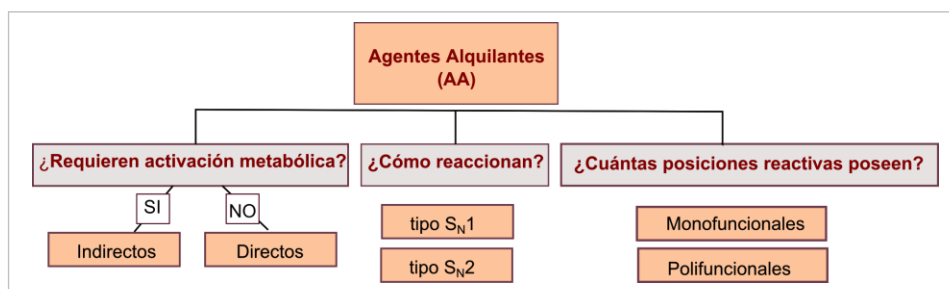 Agentes Alquilantes
(AA)
¿Requieren activación metabólica?
¿Cómo reaccionan?
¿Cuántas posiciones reactivas poseen?
SI
NO
Indirectos
Directos
tipo SN1
tipo SN2
Monofuncionales
Polifuncionales